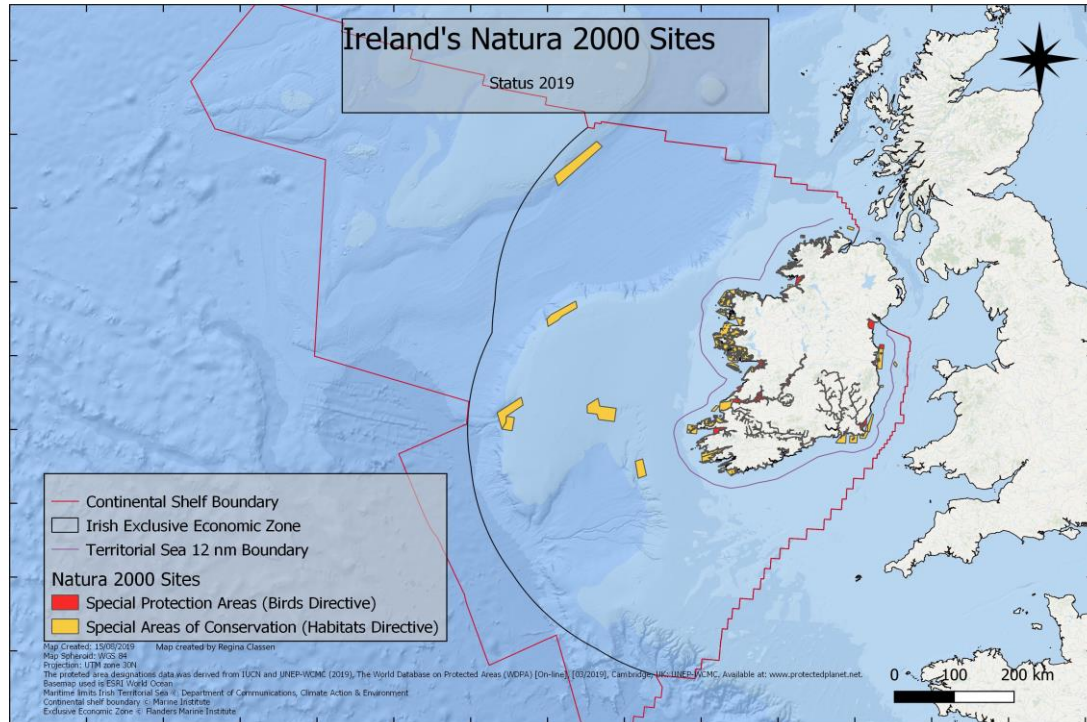 Ireland's Natura 2000 Sites
Status 2019
Continental Shelf Boundary
Irish Exclusive Economic Zone
Territorial Sea 12 nm Boundary
Natura 2000 Sites
Special Protection Areas (Birds Directive)
Special Areas of Conservation (Habitats Directive)
Map Created: 15/08/2019 Map created by Regina Classen
Map Spheroid: WGS 84
Projection: UTM zone 30N
The proteted area designations data was derived from IUCN and UNEP-WCMC (2019), The World Database on Protected Areas (WDPA) [On-line], [03/2019], Cambridge, UK: UNEP-WCMC. Available at: www.protectedplanet.net.
Basemap used is ESRI World Ocean
Maritime limits Irish Territorial Sea © Department of Communications, Climate Action & Environment
Continental shelf boundary © Marine Institute
Exclusive Economic Zone © Flanders Marine Institute
0 100 200 km